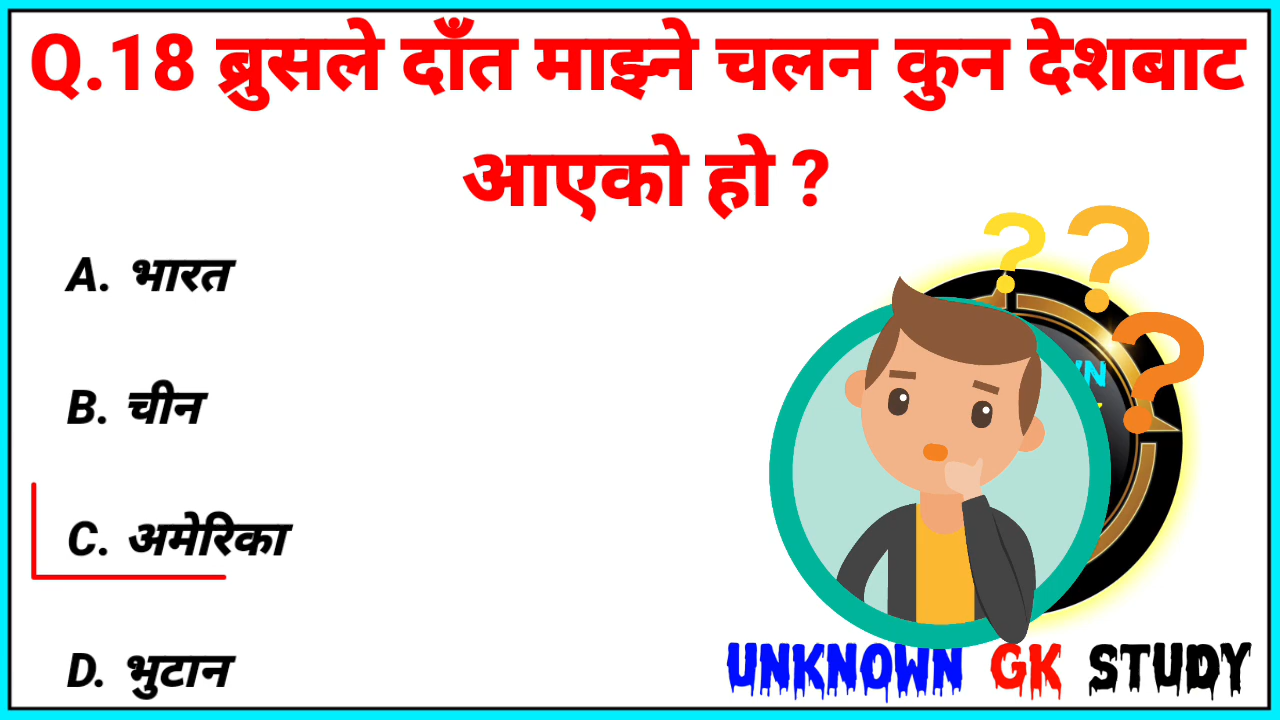 Q.18 ब्रुसले दाँत माझ्ने चलन कुन देशबाट
आएको हो ?
A. भारत
B. चीन
C. अमेरिका
D. भुटान
UNKNOWN GK STUDY